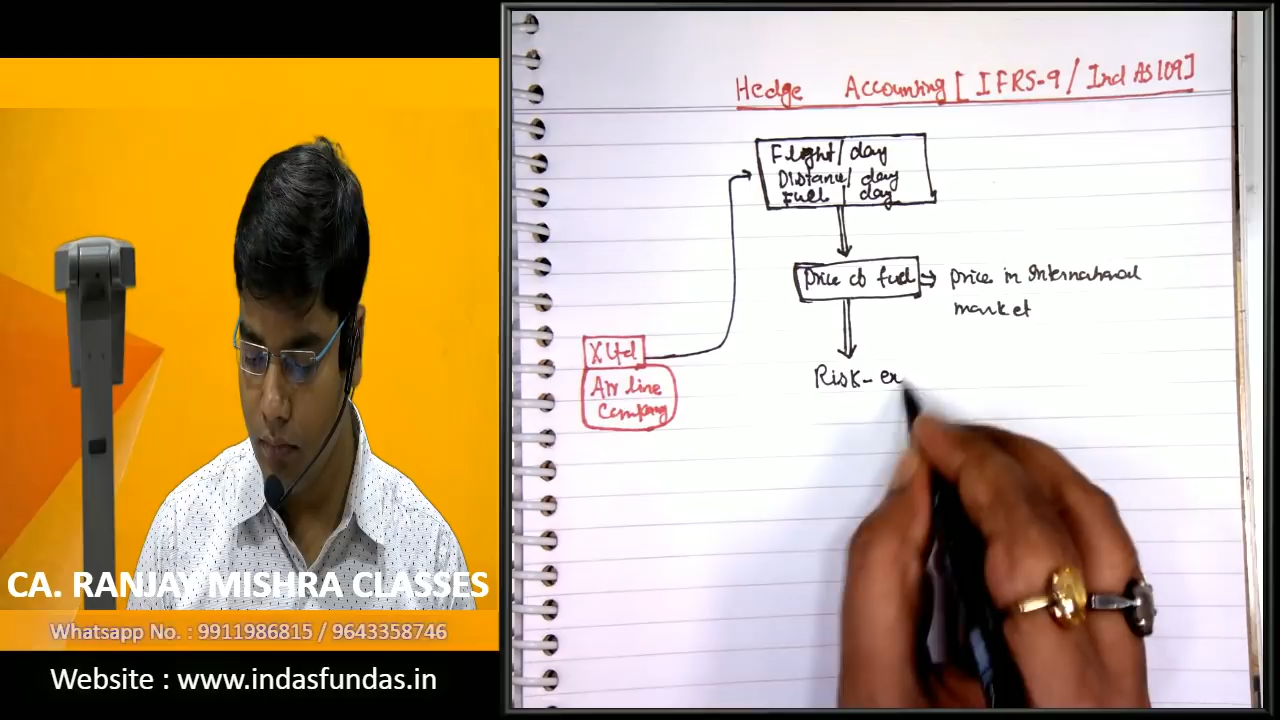 Hedge Accounting [ IFRS-9 / Ind AS 109]
Flight/ day
Distance/ day
Fuel / day
Price of fuel → Price in International
market
X Ltd
Air line
Company
Risk- ex
CA. RANJAY MISHRA CLASSES
Whatsapp No. : 9911986815 / 9643358746
Website : www.indasfundas.in